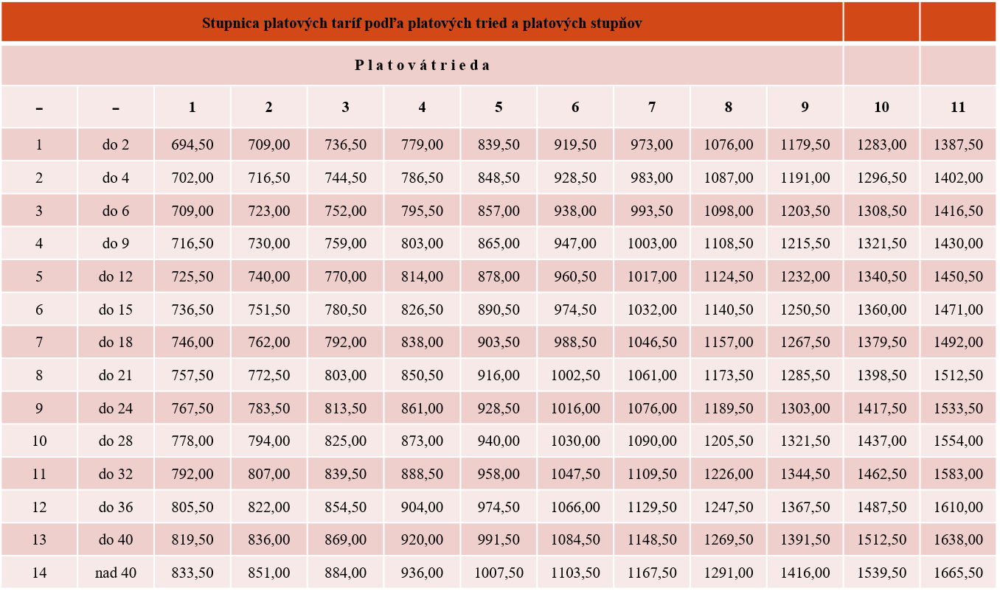 Stupnica platových taríf podľa platových tried a platových stupňov
P l a t o v á t r i e d a
– – 1 2 3 4 5 6 7 8 9 10 11
1 do 2 694,50 709,00 736,50 779,00 839,50 919,50 973,00 1076,00 1179,50 1283,00 1387,50
2 do 4 702,00 716,50 744,50 786,50 848,50 928,50 983,00 1087,00 1191,00 1296,50 1402,00
3 do 6 709,00 723,00 752,00 795,50 857,00 938,00 993,50 1098,00 1203,50 1308,50 1416,50
4 do 9 716,50 730,00 759,00 803,00 865,00 947,00 1003,00 1108,50 1215,50 1321,50 1430,00
5 do 12 725,50 740,00 770,00 814,00 878,00 960,50 1017,00 1124,50 1232,00 1340,50 1450,50
6 do 15 736,50 751,50 780,50 826,50 890,50 974,50 1032,00 1140,50 1250,50 1360,00 1471,00
7 do 18 746,00 762,00 792,00 838,00 903,50 988,50 1046,50 1157,00 1267,50 1379,50 1492,00
8 do 21 757,50 772,50 803,00 850,50 916,00 1002,50 1061,00 1173,50 1285,50 1398,50 1512,50
9 do 24 767,50 783,50 813,50 861,00 928,50 1016,00 1076,00 1189,50 1303,00 1417,50 1533,50
10 do 28 778,00 794,00 825,00 873,00 940,00 1030,00 1090,00 1205,50 1321,50 1437,00 1554,00
11 do 32 792,00 807,00 839,50 888,50 958,00 1047,50 1109,50 1226,00 1344,50 1462,50 1583,00
12 do 36 805,50 822,00 854,50 904,00 974,50 1066,00 1129,50 1247,50 1367,50 1487,50 1610,00
13 do 40 819,50 836,00 869,00 920,00 991,50 1084,50 1148,50 1269,50 1391,50 1512,50 1638,00
14 nad 40 833,50 851,00 884,00 936,00 1007,50 1103,50 1167,50 1291,00 1416,00 1539,50 1665,50